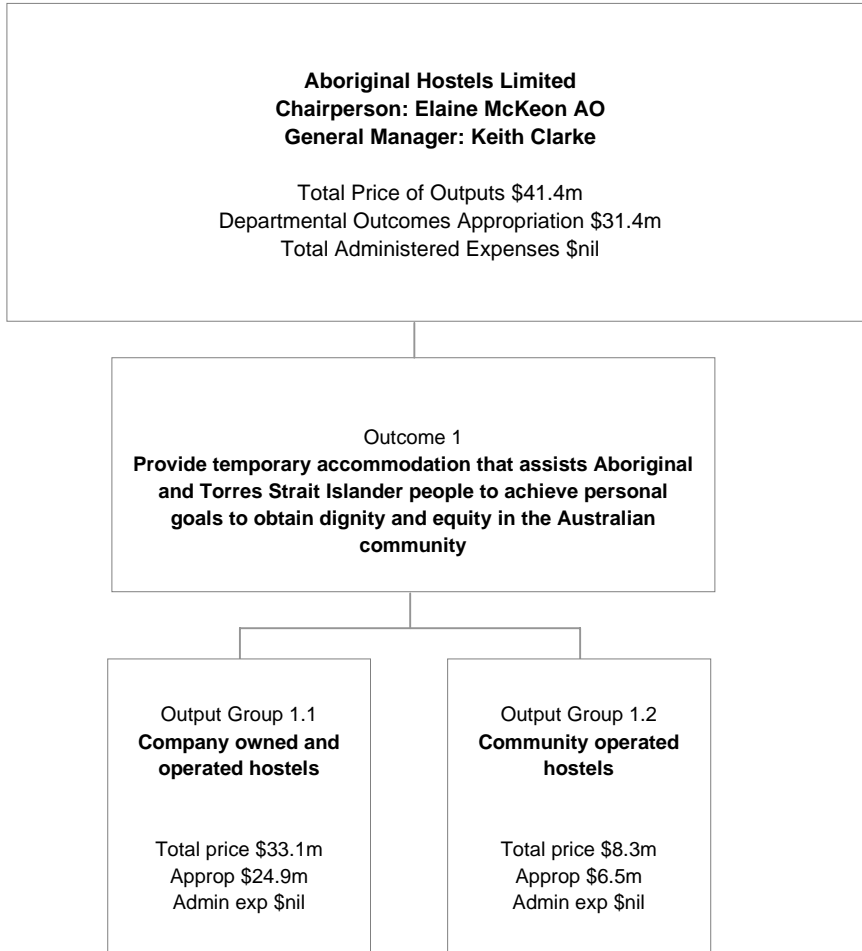 Aboriginal Hostels Limited
Chairperson: Elaine McKeon AO
General Manager: Keith Clarke
Total Price of Outputs $41.4m
Departmental Outcomes Appropriation $31.4m
Total Administered Expenses $nil
Outcome 1
Provide temporary accommodation that assists Aboriginal
and Torres Strait Islander people to achieve personal
goals to obtain dignity and equity in the Australian
community
Output Group 1.1
Company owned and
operated hostels
Total price $33.1m
Approp $24.9m
Admin exp $nil
Output Group 1.2
Community operated
hostels
Total price $8.3m
Approp $6.5m
Admin exp $nil